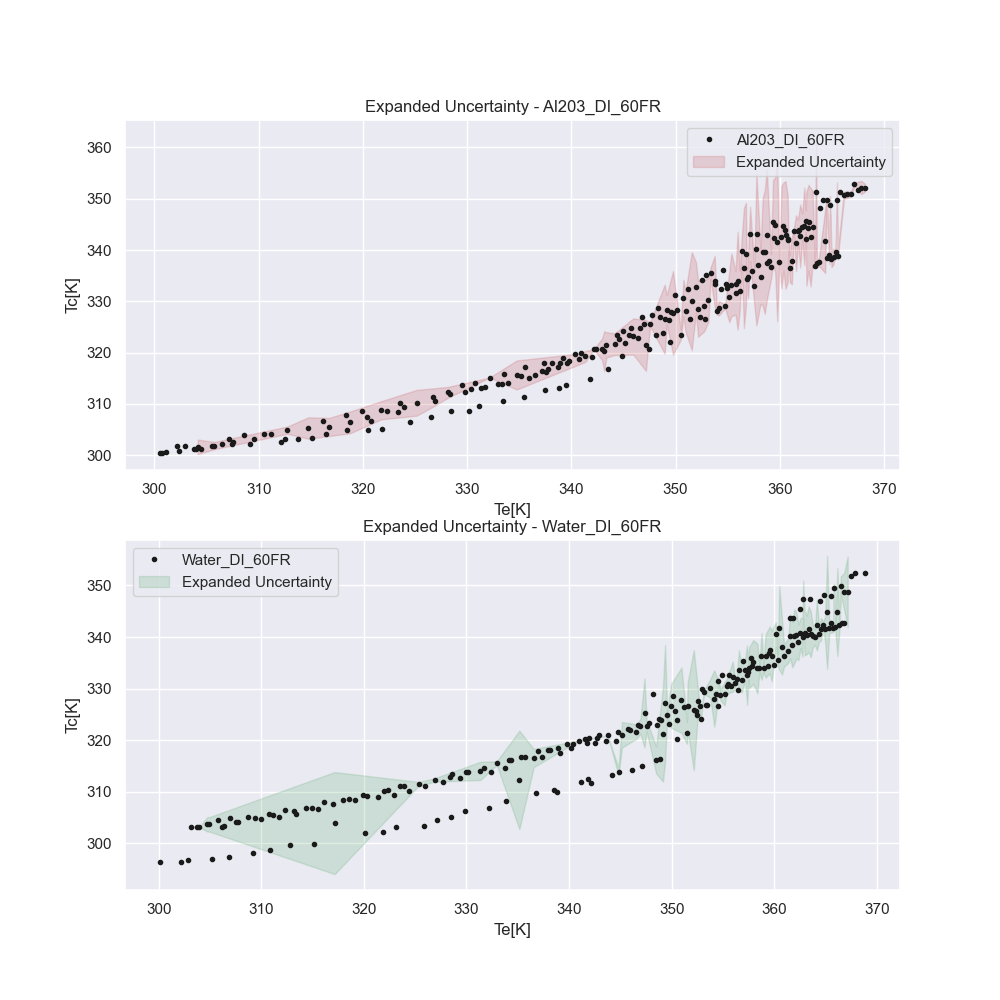 Expanded Uncertainty - Al203_DI_60FR
360
350
340
330
320
310
300
Tc[K]
Al203_DI_60FR
Expanded Uncertainty
300 310 320 330 340 350 360 370
Te[K]
Expanded Uncertainty - Water_DI_60FR
350
340
330
320
310
300
Tc[K]
Water_DI_60FR
Expanded Uncertainty
300 310 320 330 340 350 360 370
Te[K]